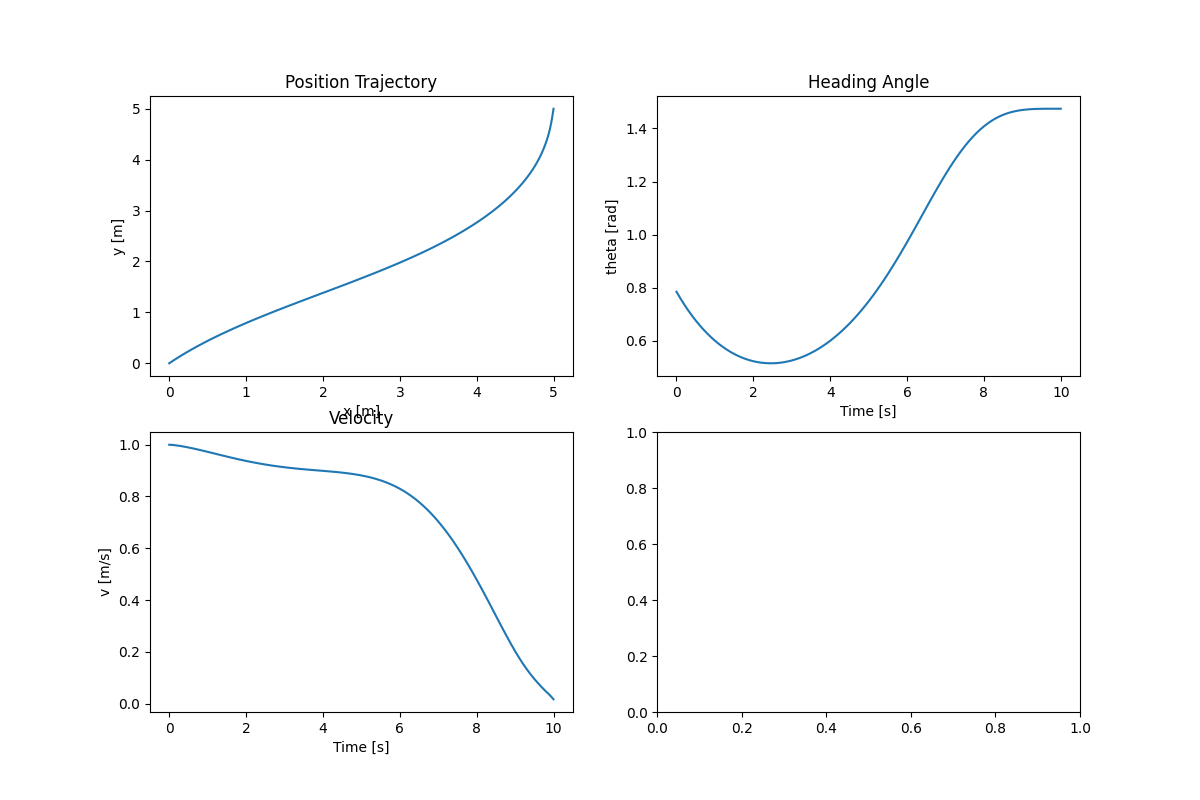 Position Trajectory
y [m]
5
4
3
2
1
0
0 1 2 3 4 5
x [m]
Heading Angle
theta [rad]
1.4
1.2
1.0
0.8
0.6
0 2 4 6 8 10
Time [s]
Velocity
v [m/s]
1.0
0.8
0.6
0.4
0.2
0.0
0 2 4 6 8 10
Time [s]
1.0
0.8
0.6
0.4
0.2
0.0
0.0 0.2 0.4 0.6 0.8 1.0